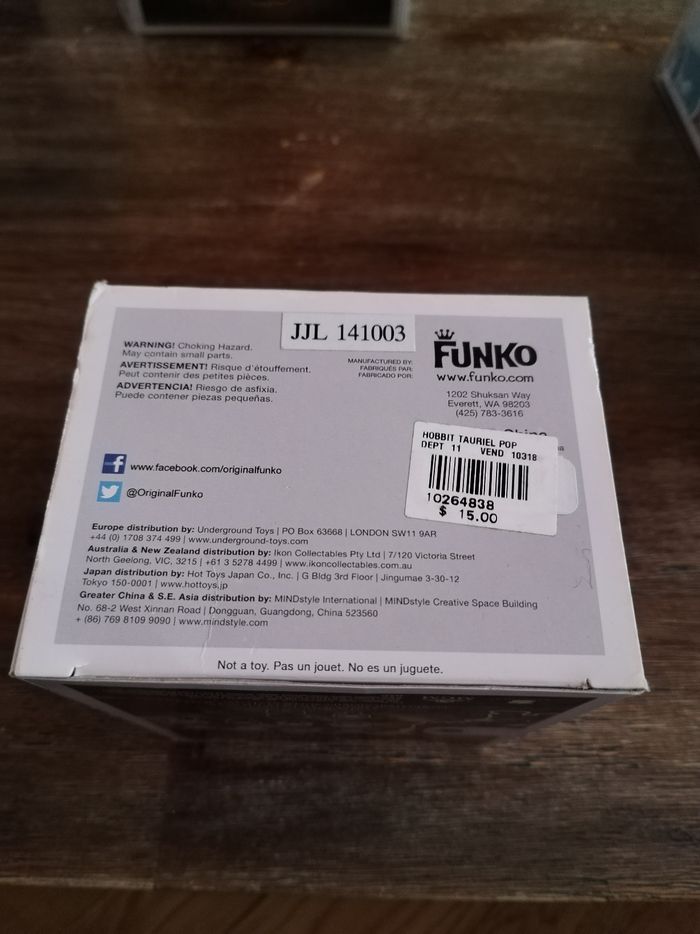 JJL 141003
WARNING! Choking Hazard.
May contain small parts.
AVERTISSEMENT! Risque d'étouffement.
Peut contenir des petites pièces.
ADVERTENCIA! Riesgo de asfixia.
Puede contener piezas pequeñas.
MANUFACTURED BY:
FABRIQUÉS PAR:
FABRICADO POR:
FUNKO
www.funko.com
1202 Shuksan Way
Everett, WA 98203
(425) 783-3616
HOBBIT TAURIEL POP
DEPT 11 VEND 10318
10264838
$ 15.00
www.facebook.com/originalfunko
@OriginalFunko
Europe distribution by: Underground Toys | PO Box 63668 | LONDON SW11 9AR
+44 (0) 1708 374 499 | www.underground-toys.com
Australia & New Zealand distribution by: Ikon Collectables Pty Ltd | 7/120 Victoria Street
North Geelong, VIC, 3215 | +61 3 5278 4499 | www.ikoncollectables.com.au
Japan distribution by: Hot Toys Japan Co., Inc. | G Bldg 3rd Floor | Jingumae 3-30-12
Tokyo 150-0001 | www.hottoys.jp
Greater China & S.E. Asia distribution by: MINDstyle International | MINDstyle Creative Space Building
No. 68-2 West Xinnan Road | Dongguan, Guangdong, China 523560
+ (86) 769 8109 9090 | www.mindstyle.com
Not a toy. Pas un jouet. No es un juguete.